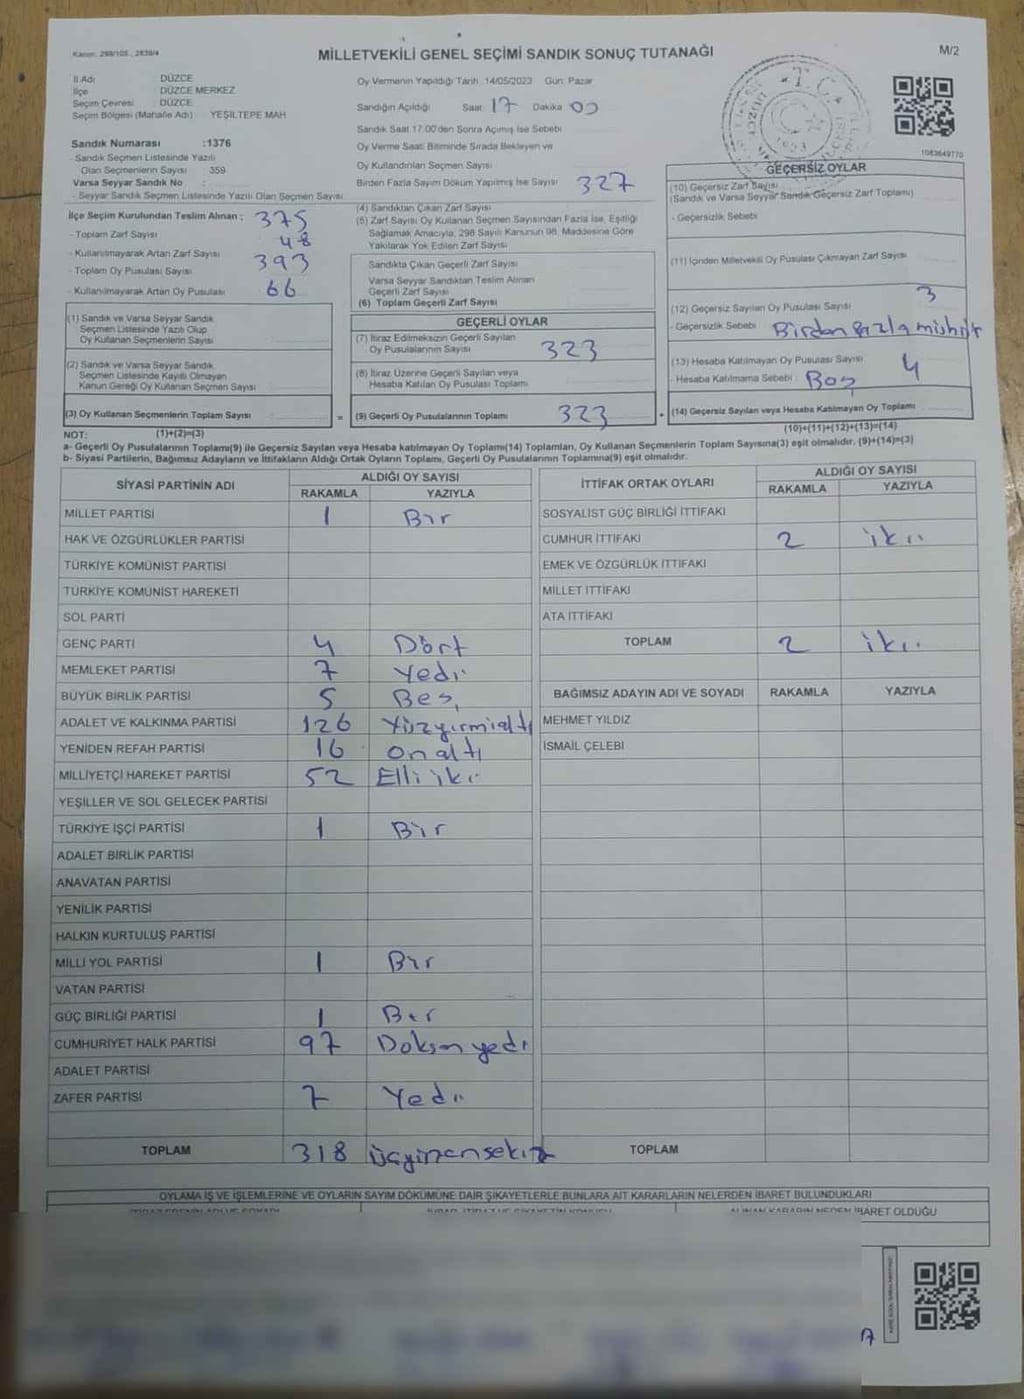 Kanun: 298/105., 2839/4
MİLLETVEKİLİ GENEL SEÇİMİ SANDIK SONUÇ TUTANAĞI
M/2
İl Adı DÜZCE
İlçe DÜZCE MERKEZ
Seçim Çevresi DÜZCE
Seçim Bölgesi (Mahalle Adı) YEŞİLTEPE MAH
Sandık Numarası :1376
- Sandık Seçmen Listesinde Yazılı
Olan Seçmenlerin Sayısı 359
Varsa Seyyar Sandık No :
- Seyyar Sandık Seçmen Listesinde Yazılı Olan Seçmen Sayısı
İlçe Seçim Kurulundan Teslim Alınan ; 375
- Toplam Zarf Sayısı
- Kullanılmayarak Artan Zarf Sayısı 48
- Toplam Oy Pusulası Sayısı 393
- Kullanılmayarak Artan Oy Pusulası 66
Oy Vermenin Yapıldığı Tarih 14/05/2023 Gün: Pazar
Sandığın Açıldığı Saat 17 Dakika 00
Sandık Saat 17.00'den Sonra Açımış İse Sebebi
Oy Verme Saati Bitiminde Sırada Bekleyen ve
Oy Kullandırılan Seçmen Sayısı
Birden Fazla Sayım Döküm Yapılmış İse Sayısı 327
(4) Sandıktan Çıkan Zarf Sayısı
(5) Zarf Sayısı Oy Kullanan Seçmen Sayısından Fazla İse, Eşitliği
Sağlamak Amacıyla, 298 Sayılı Kanunun 98. Maddesine Göre
Yakılarak Yok Edilen Zarf Sayısı
Sandıkta Çıkan Geçerli Zarf Sayısı
Varsa Seyyar Sandıktan Teslim Alınan
Geçerli Zarf Sayısı
(6) Toplam Geçerli Zarf Sayısı
T.C.
1083649770
GEÇERSİZ OYLAR
(10) Geçersiz Zarf Sayısı
(Sandık ve Varsa Seyyar Sandık Geçersiz Zarf Toplamı)
- Geçersizlik Sebebi
(11) İçinden Milletvekili Oy Pusulası Çıkmayan Zarf Sayısı
(12) Geçersiz Sayılan Oy Pusulası Sayısı 3
- Geçersizlik Sebebi Birden fazla mühür
(13) Hesaba Katılmayan Oy Pusulası Sayısı 4
- Hesaba Katılmama Sebebi : Boş
(14) Geçersiz Sayılan veya Hesaba Katılmayan Oy Toplamı
(10)+(11)+(12)+(13)=(14)
(1) Sandık ve Varsa Seyyar Sandık
Seçmen Listesinde Yazılı Olup
Oy Kullanan Seçmenlerin Sayısı
(2) Sandık ve Varsa Seyyar Sandık
Seçmen Listesinde Kayıtlı Olmayan
Kanun Gereği Oy Kullanan Seçmen Sayısı
(3) Oy Kullanan Seçmenlerin Toplam Sayısı =
GEÇERLİ OYLAR
(7) İtiraz Edilmeksizin Geçerli Sayılan
Oy Pusulalarının Sayısı 323
(8) İtiraz Üzerine Geçerli Sayılan veya
Hesaba Katılan Oy Pusulası Toplamı
(9) Geçerli Oy Pusulalarının Toplamı 323 +
NOT: (1)+(2)=(3)
a- Geçerli Oy Pusulalarının Toplamı(9) ile Geçersiz Sayılan veya Hesaba katılmayan Oy Toplamı(14) Toplamları, Oy Kullanan Seçmenlerin Toplam Sayısına(3) eşit olmalıdır. (9)+(14)=(3)
b- Siyasi Partilerin, Bağımsız Adayların ve İttifakların Aldığı Ortak Oyların Toplamı, Geçerli Oy Pusulalarının Toplamına(9) eşit olmalıdır.
SİYASİ PARTİNİN ADI ALDIĞI OY SAYISI
RAKAMLA YAZIYLA
MİLLET PARTİSİ 1 Bir
HAK VE ÖZGÜRLÜKLER PARTİSİ
TÜRKİYE KOMÜNİST PARTİSİ
TÜRKİYE KOMÜNİST HAREKETİ
SOL PARTİ
GENÇ PARTİ 4 Dört
MEMLEKET PARTİSİ 7 Yedi
BÜYÜK BİRLİK PARTİSİ 5 Beş
ADALET VE KALKINMA PARTİSİ 126 Yüzyirmialtı
YENİDEN REFAH PARTİSİ 16 onaltı
MİLLİYETÇİ HAREKET PARTİSİ 52 Elli iki
YEŞİLLER VE SOL GELECEK PARTİSİ
TÜRKİYE İŞÇİ PARTİSİ 1 Bir
ADALET BİRLİK PARTİSİ
ANAVATAN PARTİSİ
YENİLİK PARTİSİ
HALKIN KURTULUŞ PARTİSİ
MİLLİ YOL PARTİSİ 1 Bir
VATAN PARTİSİ
GÜÇ BİRLİĞİ PARTİSİ 1 Bir
CUMHURİYET HALK PARTİSİ 97 Doksan yedi
ADALET PARTİSİ
ZAFER PARTİSİ 7 Yedi
TOPLAM 318 üçyüzonsekiz
İTTİFAK ORTAK OYLARI ALDIĞI OY SAYISI
RAKAMLA YAZIYLA
SOSYALİST GÜÇ BİRLİĞİ İTTİFAKI
CUMHUR İTTİFAKI 2 iki
EMEK VE ÖZGÜRLÜK İTTİFAKI
MİLLET İTTİFAKI
ATA İTTİFAKI
TOPLAM 2 iki
BAĞIMSIZ ADAYIN ADI VE SOYADI RAKAMLA YAZIYLA
MEHMET YILDIZ
İSMAİL ÇELEBİ
TOPLAM
OYLAMA İŞ VE İŞLEMLERİNE VE OYLARIN SAYIM DÖKÜMÜNE DAİR ŞİKAYETLERLE BUNLARA AİT KARARLARIN NELERDEN İBARET BULUNDUKLARI
ALINAN KARARIN NEDEN İBARET OLDUĞU